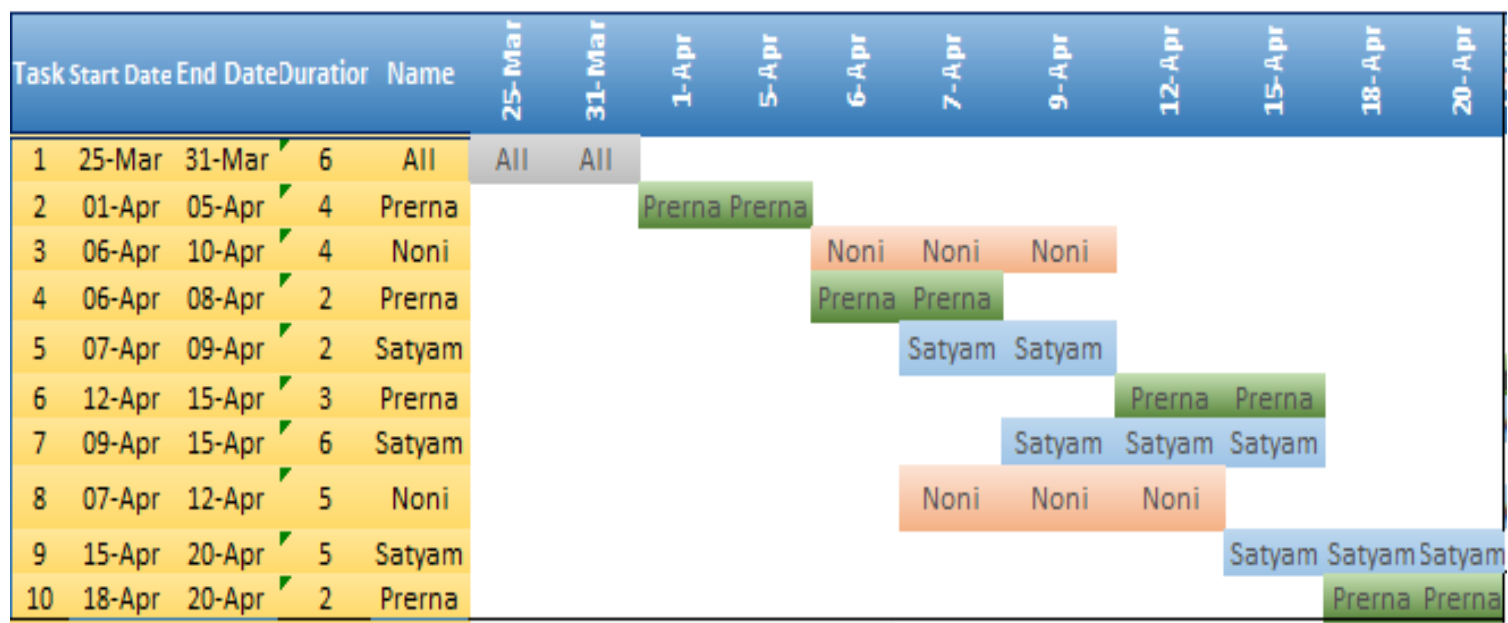 Task Start Date End Date Duration Name 25-Mar 31-Mar 1-Apr 5-Apr 6-Apr 7-Apr 9-Apr 12-Apr 15-Apr 18-Apr 20-Apr
1 25-Mar 31-Mar 6 All All All
2 01-Apr 05-Apr 4 Prerna Prerna Prerna
3 06-Apr 10-Apr 4 Noni Noni Noni Noni
4 06-Apr 08-Apr 2 Prerna Prerna Prerna
5 07-Apr 09-Apr 2 Satyam Satyam Satyam
6 12-Apr 15-Apr 3 Prerna Prerna Prerna
7 09-Apr 15-Apr 6 Satyam Satyam Satyam Satyam
8 07-Apr 12-Apr 5 Noni Noni Noni Noni
9 15-Apr 20-Apr 5 Satyam Satyam Satyam Satyam
10 18-Apr 20-Apr 2 Prerna Prerna Prerna